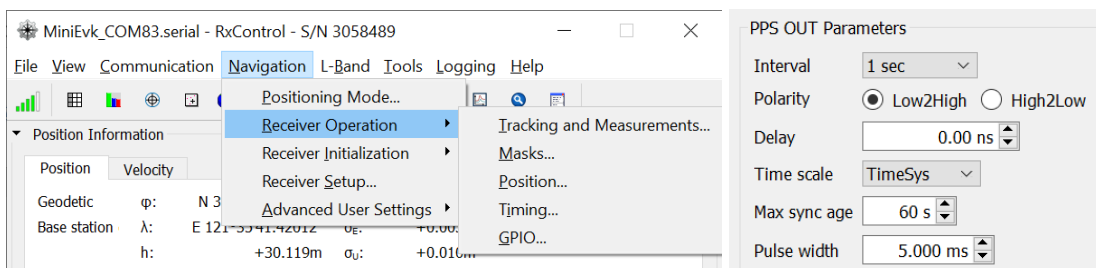 MiniEvk_COM83.serial - RxControl - S/N 3058489
File View Communication Navigation L-Band Tools Logging Help
Positioning Mode...
Receiver Operation
Tracking and Measurements...
Position Information
Receiver Initialization
Masks...
Position Velocity
Receiver Setup...
Position...
Geodetic φ: N 3
Advanced User Settings
Timing...
Base station λ: E 121°
GPIO...
h: +30.119m σU: +0.010m
PPS OUT Parameters
Interval 1 sec
Polarity Low2High High2Low
Delay 0.00 ns
Time scale TimeSys
Max sync age 60 s
Pulse width 5.000 ms